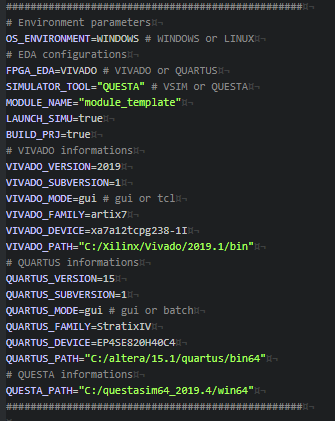 ##################################################
# Environment parameters
OS_ENVIRONMENT=WINDOWS # WINDOWS or LINUX
# EDA configurations
FPGA_EDA=VIVADO # VIVADO or QUARTUS
SIMULATOR_TOOL="QUESTA" # VSIM or QUESTA
MODULE_NAME="module_template"
LAUNCH_SIMU=true
BUILD_PRJ=true
# VIVADO informations
VIVADO_VERSION=2019
VIVADO_SUBVERSION=1
VIVADO_MODE=gui # gui or tcl
VIVADO_FAMILY=artix7
VIVADO_DEVICE=xa7a12tcpg238-1I
VIVADO_PATH="C:/Xilinx/Vivado/2019.1/bin"
# QUARTUS informations
QUARTUS_VERSION=15
QUARTUS_SUBVERSION=1
QUARTUS_MODE=gui # gui or batch
QUARTUS_FAMILY=StratixIV
QUARTUS_DEVICE=EP4SE820H40C4
QUARTUS_PATH="C:/altera/15.1/quartus/bin64"
# QUESTA informations
QUESTA_PATH="C:/questasim64_2019.4/win64"
##################################################